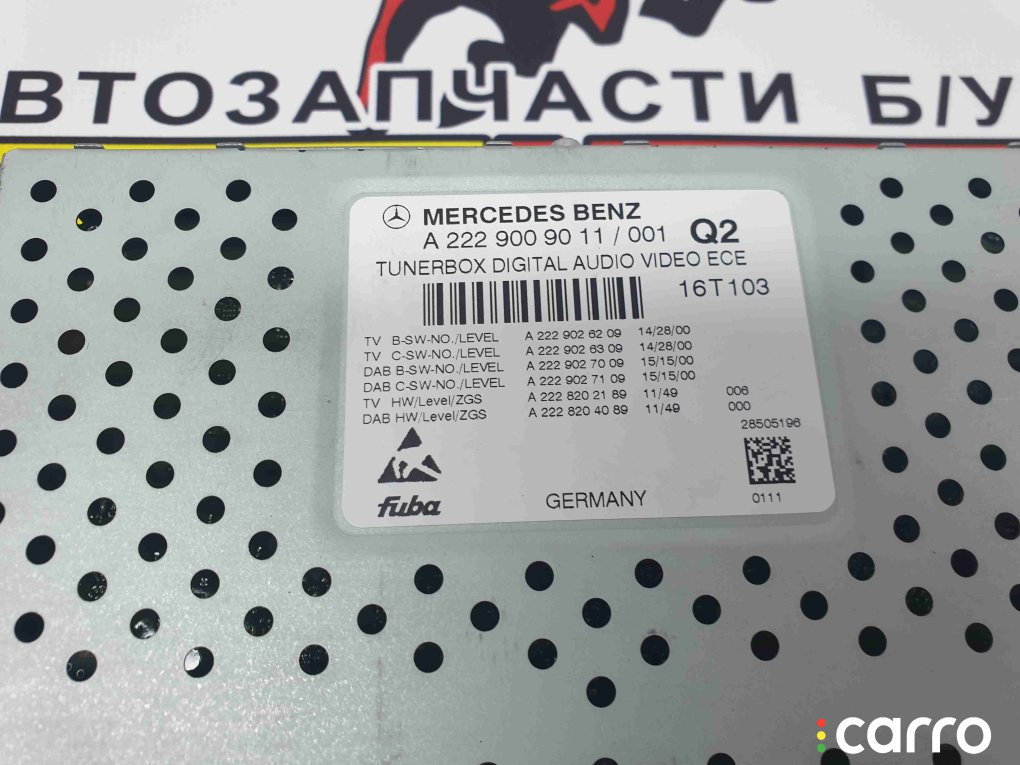 АВТОЗАПЧАСТИ Б/У
MERCEDES BENZ
A 222 900 90 11 / 001 Q2
TUNERBOX DIGITAL AUDIO VIDEO ECE
16T103
TV B-SW-NO./LEVEL A 222 902 62 09 14/28/00
TV C-SW-NO./LEVEL A 222 902 63 09 14/28/00
DAB B-SW-NO./LEVEL A 222 902 70 09 15/15/00
DAB C-SW-NO./LEVEL A 222 902 71 09 15/15/00
TV HW/Level/ZGS A 222 820 21 89 11/49 006
DAB HW/Level/ZGS A 222 820 40 89 11/49 000
28505196
fuba GERMANY 0111
carro